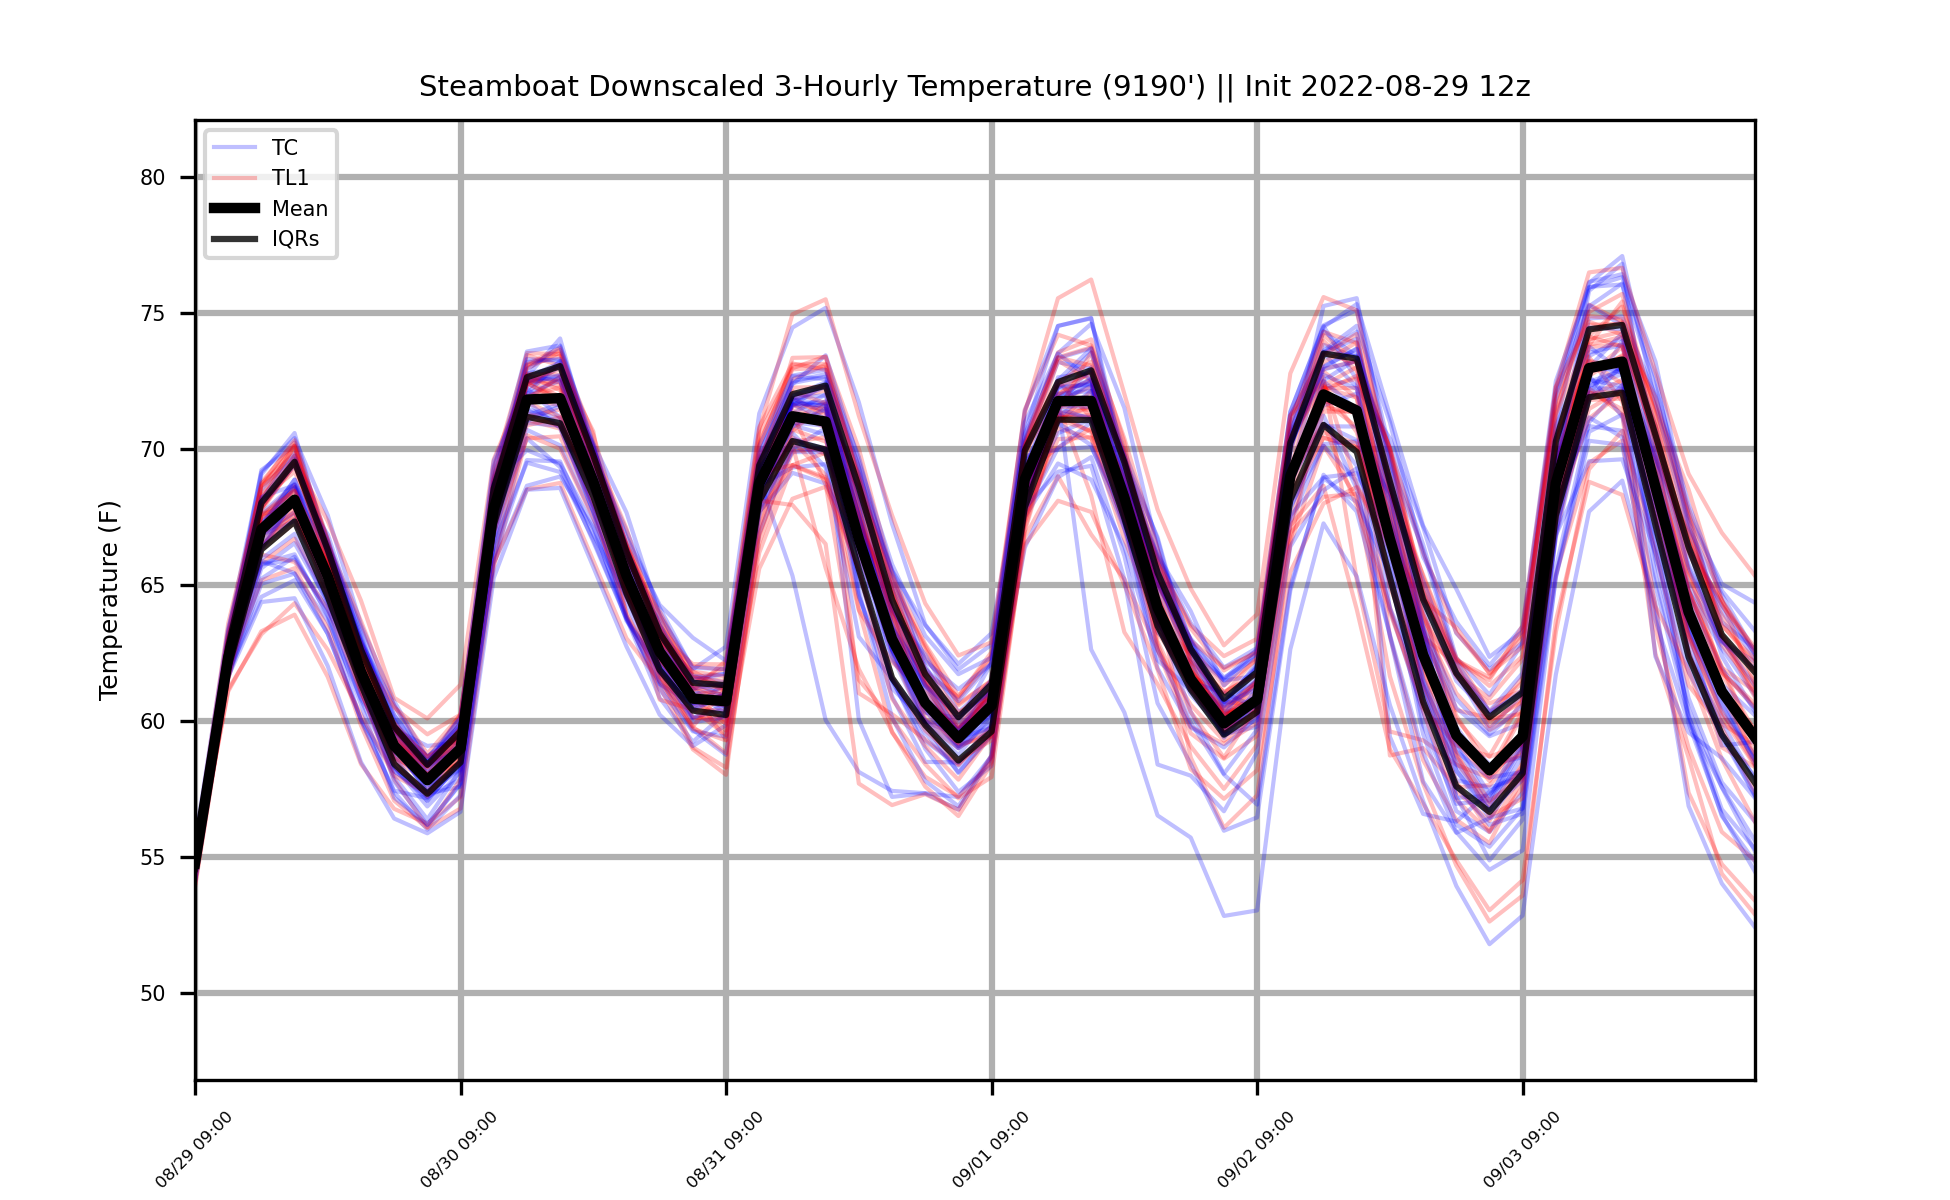 Steamboat Downscaled 3-Hourly Temperature (9190') || Init 2022-08-29 12z
TC
TL1
Mean
IQRs
Temperature (F)
80
75
70
65
60
55
50
08/29 09:00
08/30 09:00
08/31 09:00
09/01 09:00
09/02 09:00
09/03 09:00